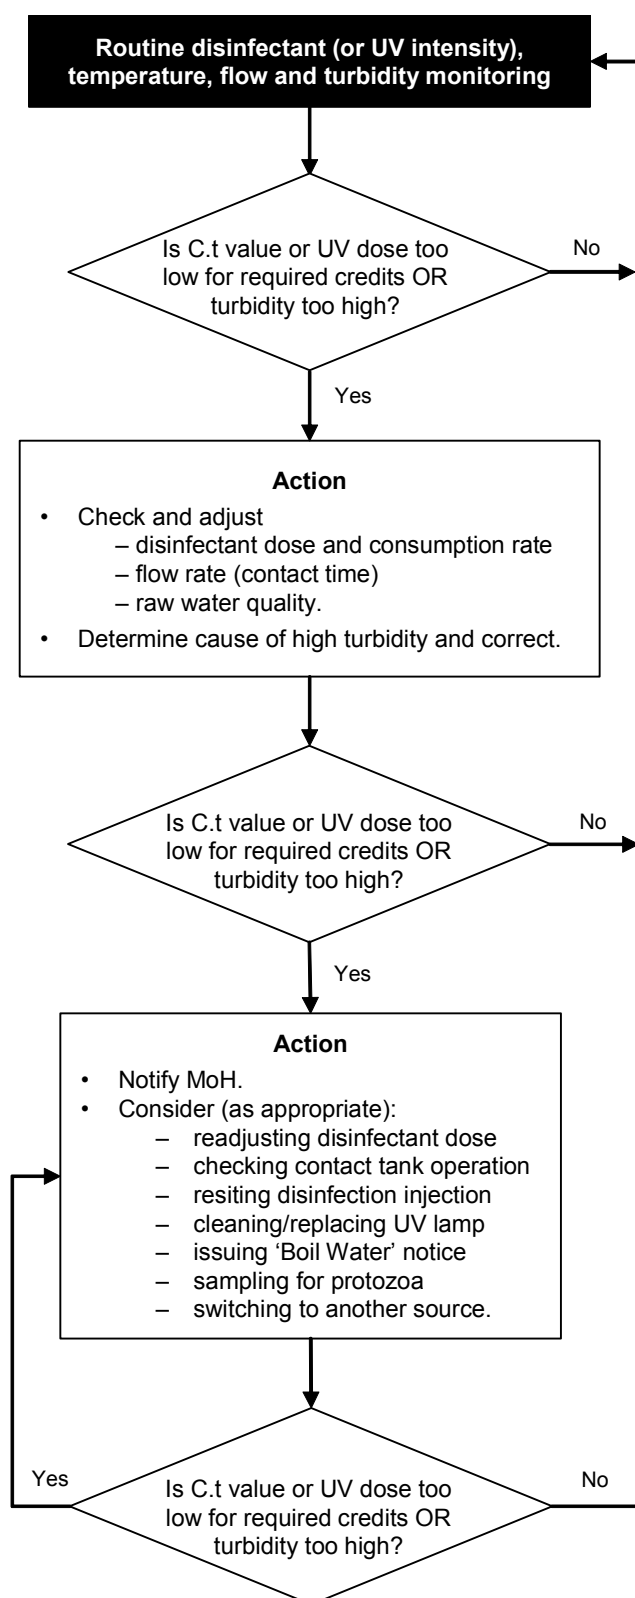 Routine disinfectant (or UV intensity),
temperature, flow and turbidity monitoring
Is C.t value or UV dose too
low for required credits OR
turbidity too high?
No
Yes
Action
• Check and adjust
– disinfectant dose and consumption rate
– flow rate (contact time)
– raw water quality.
• Determine cause of high turbidity and correct.
Is C.t value or UV dose too
low for required credits OR
turbidity too high?
No
Yes
Action
• Notify MoH.
• Consider (as appropriate):
– readjusting disinfectant dose
– checking contact tank operation
– resiting disinfection injection
– cleaning/replacing UV lamp
– issuing ‘Boil Water’ notice
– sampling for protozoa
– switching to another source.
Yes
Is C.t value or UV dose too
low for required credits OR
turbidity too high?
No